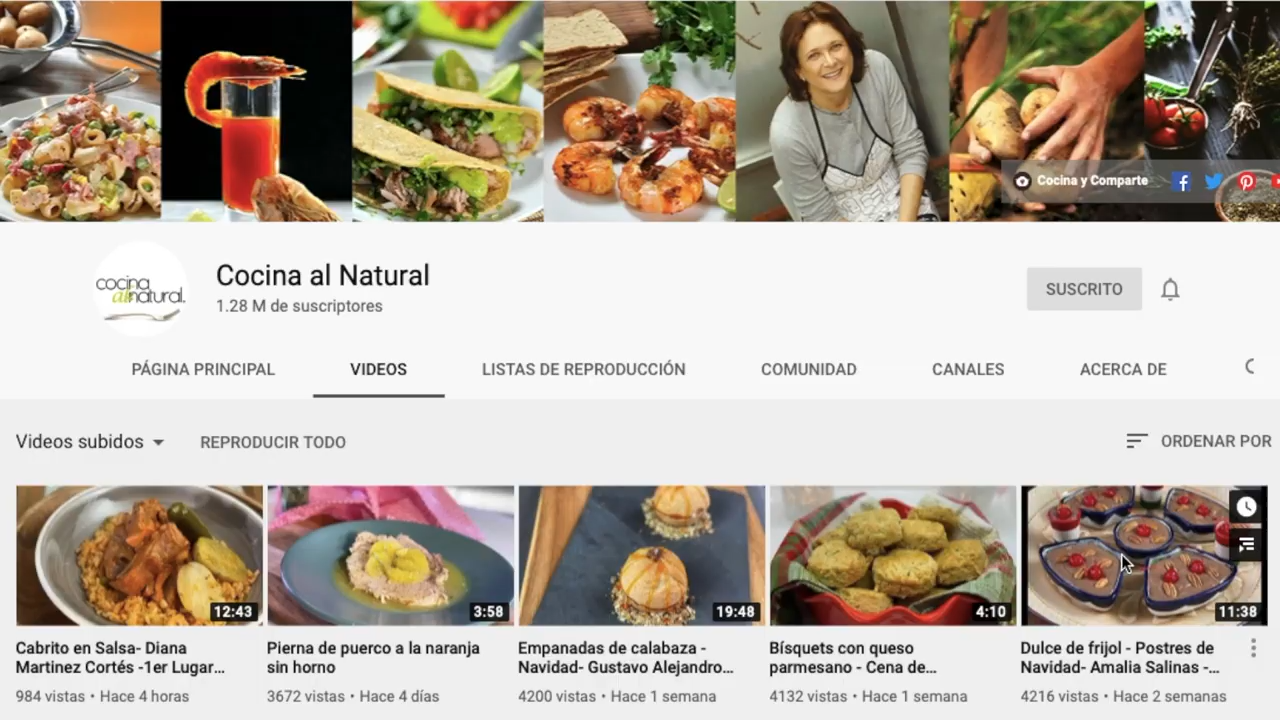 Cocina y Comparte
cocina
al natural.
Cocina al Natural
1.28 M de suscriptores
SUSCRITO
PÁGINA PRINCIPAL
VIDEOS
LISTAS DE REPRODUCCIÓN
COMUNIDAD
CANALES
ACERCA DE
Videos subidos
REPRODUCIR TODO
ORDENAR POR
12:43
3:58
19:48
4:10
11:38
Cabrito en Salsa- Diana
Martinez Cortés -1er Lugar...
984 vistas • Hace 4 horas
Pierna de puerco a la naranja
sin horno
3672 vistas • Hace 4 días
Empanadas de calabaza -
Navidad- Gustavo Alejandro...
4200 vistas • Hace 1 semana
Bísquets con queso
parmesano - Cena de...
4132 vistas • Hace 1 semana
Dulce de frijol - Postres de
Navidad- Amalia Salinas -...
4216 vistas • Hace 2 semanas